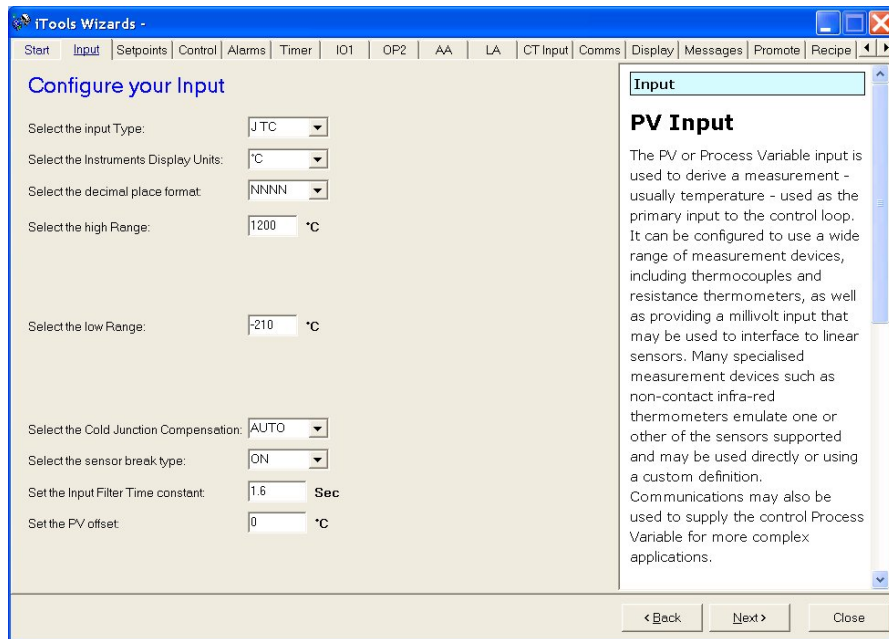 iTools Wizards -
Start Input Setpoints Control Alarms Timer IO1 OP2 AA LA CT Input Comms Display Messages Promote Recipe
Configure your Input
Select the input Type: J TC
Select the Instruments Display Units: °C
Select the decimal place format: NNNN
Select the high Range: 1200 °C
Select the low Range: -210 °C
Select the Cold Junction Compensation: AUTO
Select the sensor break type: ON
Set the Input Filter Time constant: 1.6 Sec
Set the PV offset: 0 °C
Input
PV Input
The PV or Process Variable input is
used to derive a measurement -
usually temperature - used as the
primary input to the control loop.
It can be configured to use a wide
range of measurement devices,
including thermocouples and
resistance thermometers, as well
as providing a millivolt input that
may be used to interface to linear
sensors. Many specialised
measurement devices such as
non-contact infra-red
thermometers emulate one or
other of the sensors supported
and may be used directly or using
a custom definition.
Communications may also be
used to supply the control Process
Variable for more complex
applications.
< Back Next > Close